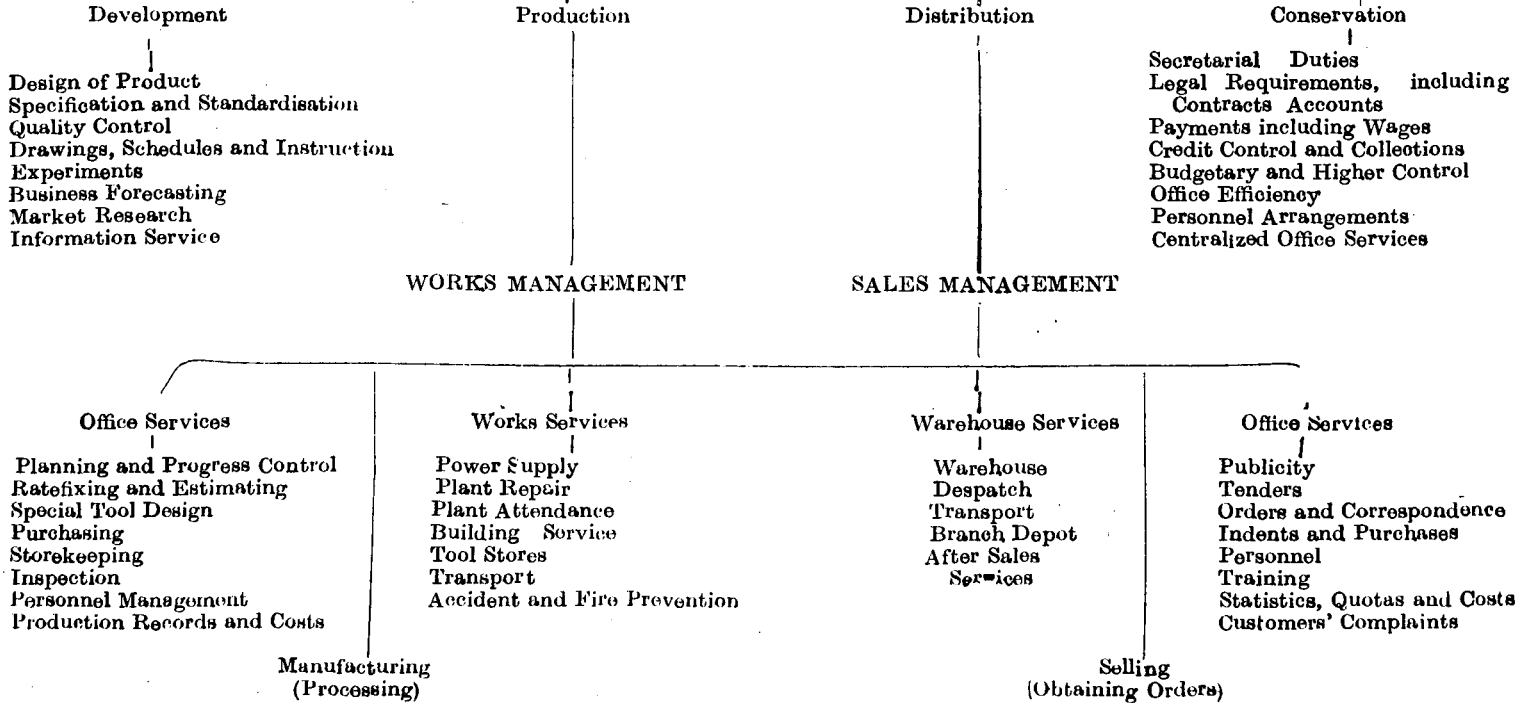 Development
Production
Distribution
Conservation
Design of Product
Specification and Standardisation
Quality Control
Drawings, Schedules and Instruction
Experiments
Business Forecasting
Market Research
Information Service
Secretarial Duties
Legal Requirements, including
Contracts Accounts
Payments including Wages
Credit Control and Collections
Budgetary and Higher Control
Office Efficiency
Personnel Arrangements
Centralized Office Services
WORKS MANAGEMENT
SALES MANAGEMENT
Office Services
Planning and Progress Control
Ratefixing and Estimating
Special Tool Design
Purchasing
Storekeeping
Inspection
Personnel Management
Production Records and Costs
Works Services
Power Supply
Plant Repair
Plant Attendance
Building Service
Tool Stores
Transport
Accident and Fire Prevention
Warehouse Services
Warehouse
Despatch
Transport
Branch Depot
After Sales
Services
Office Services
Publicity
Tenders
Orders and Correspondence
Indents and Purchases
Personnel
Training
Statistics, Quotas and Costs
Customers' Complaints
Manufacturing
(Processing)
Selling
(Obtaining Orders)